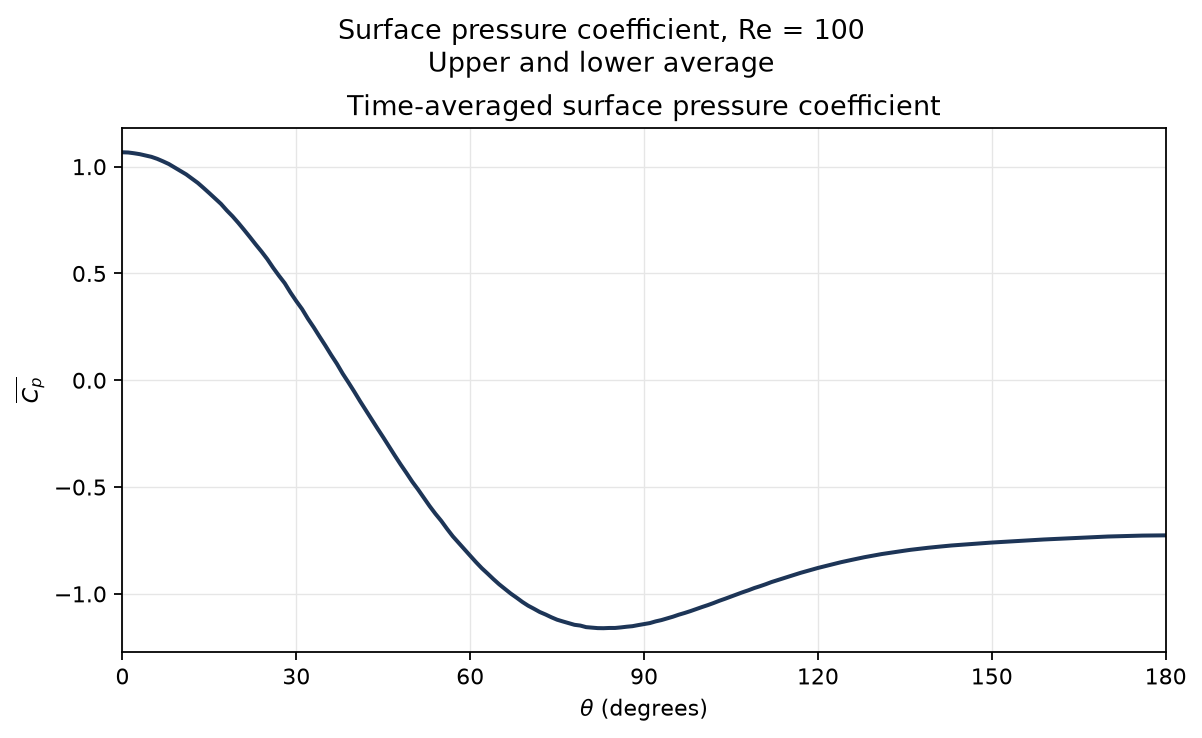 Surface pressure coefficient, Re = 100
Upper and lower average
Time-averaged surface pressure coefficient
1.0
0.5
0.0
−0.5
−1.0
C̅p
0 30 60 90 120 150 180
θ (degrees)